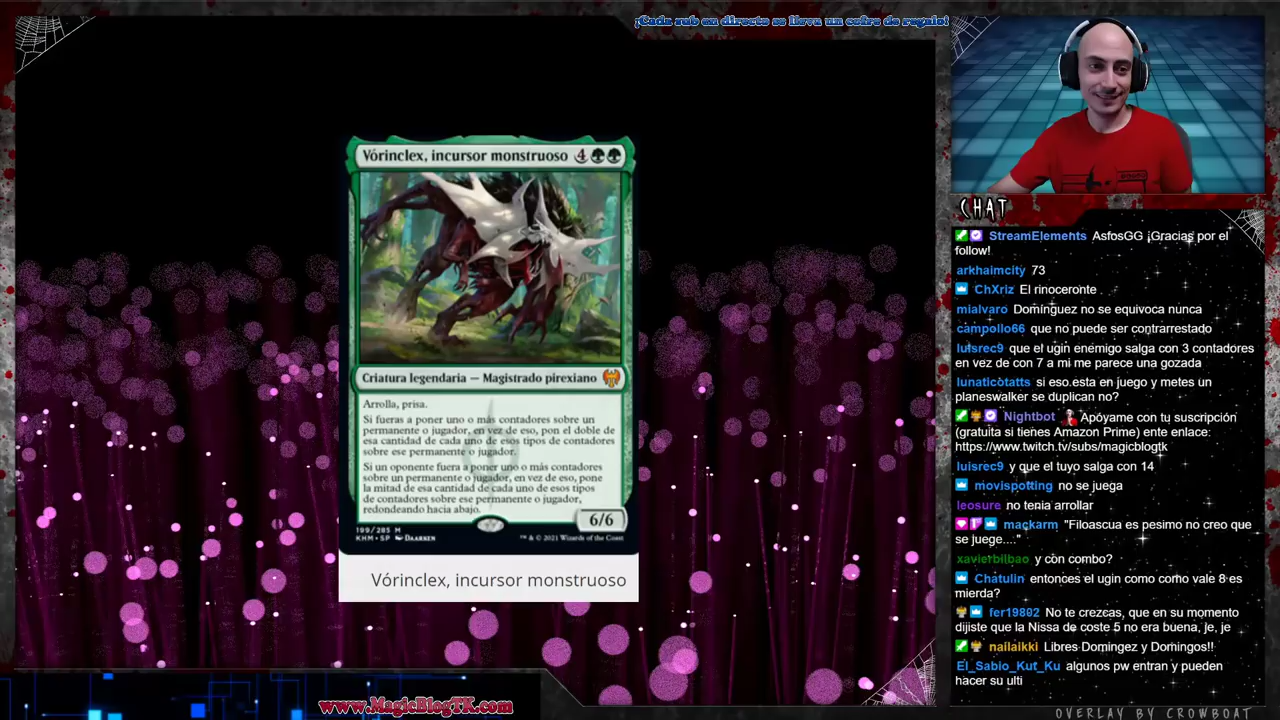 ¡Cada sub en directo se lleva un cofre de regalo!
Vórinclex, incursor monstruoso 4
Criatura legendaria — Magistrado pirexiano
Arrolla, prisa.
Si fueras a poner uno o más contadores sobre un
permanente o jugador, en vez de eso, pon el doble de
esa cantidad de cada uno de esos tipos de contadores
sobre ese permanente o jugador.
Si un oponente fuera a poner uno o más contadores
sobre un permanente o jugador, en vez de eso, pone
la mitad de esa cantidad de cada uno de esos tipos
de contadores sobre ese permanente o jugador,
redondeando hacia abajo.
6/6
199/285 M
KHM • SP Daarken
™ & © 2021 Wizards of the Coast
Vórinclex, incursor monstruoso
www.MagicBlogTK.com
CHAT
StreamElements AsfosGG ¡Gracias por el
follow!
arkhaimcity 73
ChXriz El rinoceronte
mialvaro Domínguez no se equivoca nunca
campollo66 que no puede ser contrarrestado
luisrec9 que el ugin enemigo salga con 3 contadores
en vez de con 7 a mi me parece una gozada
lunaticotatts si eso.esta en juego y metes un
planeswalker se duplican no?
Nightbot Apóyame con tu suscripción
(gratuita si tienes Amazon Prime) ente enlace:
https://www.twitch.tv/subs/magicblogtk
luisrec9 y que el tuyo salga con 14
movispotting no se juega
leosure no tenia arrollar
mackarm "Filoascua es pesimo no creo que
se juege...."
xavierbilbao y con combo?
Chatulin entonces el ugin como como vale 8 es
mierda?
fer19802 No te crezcas, que en su momento
dijiste que la Nissa de coste 5 no era buena, je, je
nailaikki Libres Domingez y Domingos!!
El_Sabio_Kut_Ku algunos pw entran y pueden
hacer su ulti
OVERLAY BY CROWBOAT